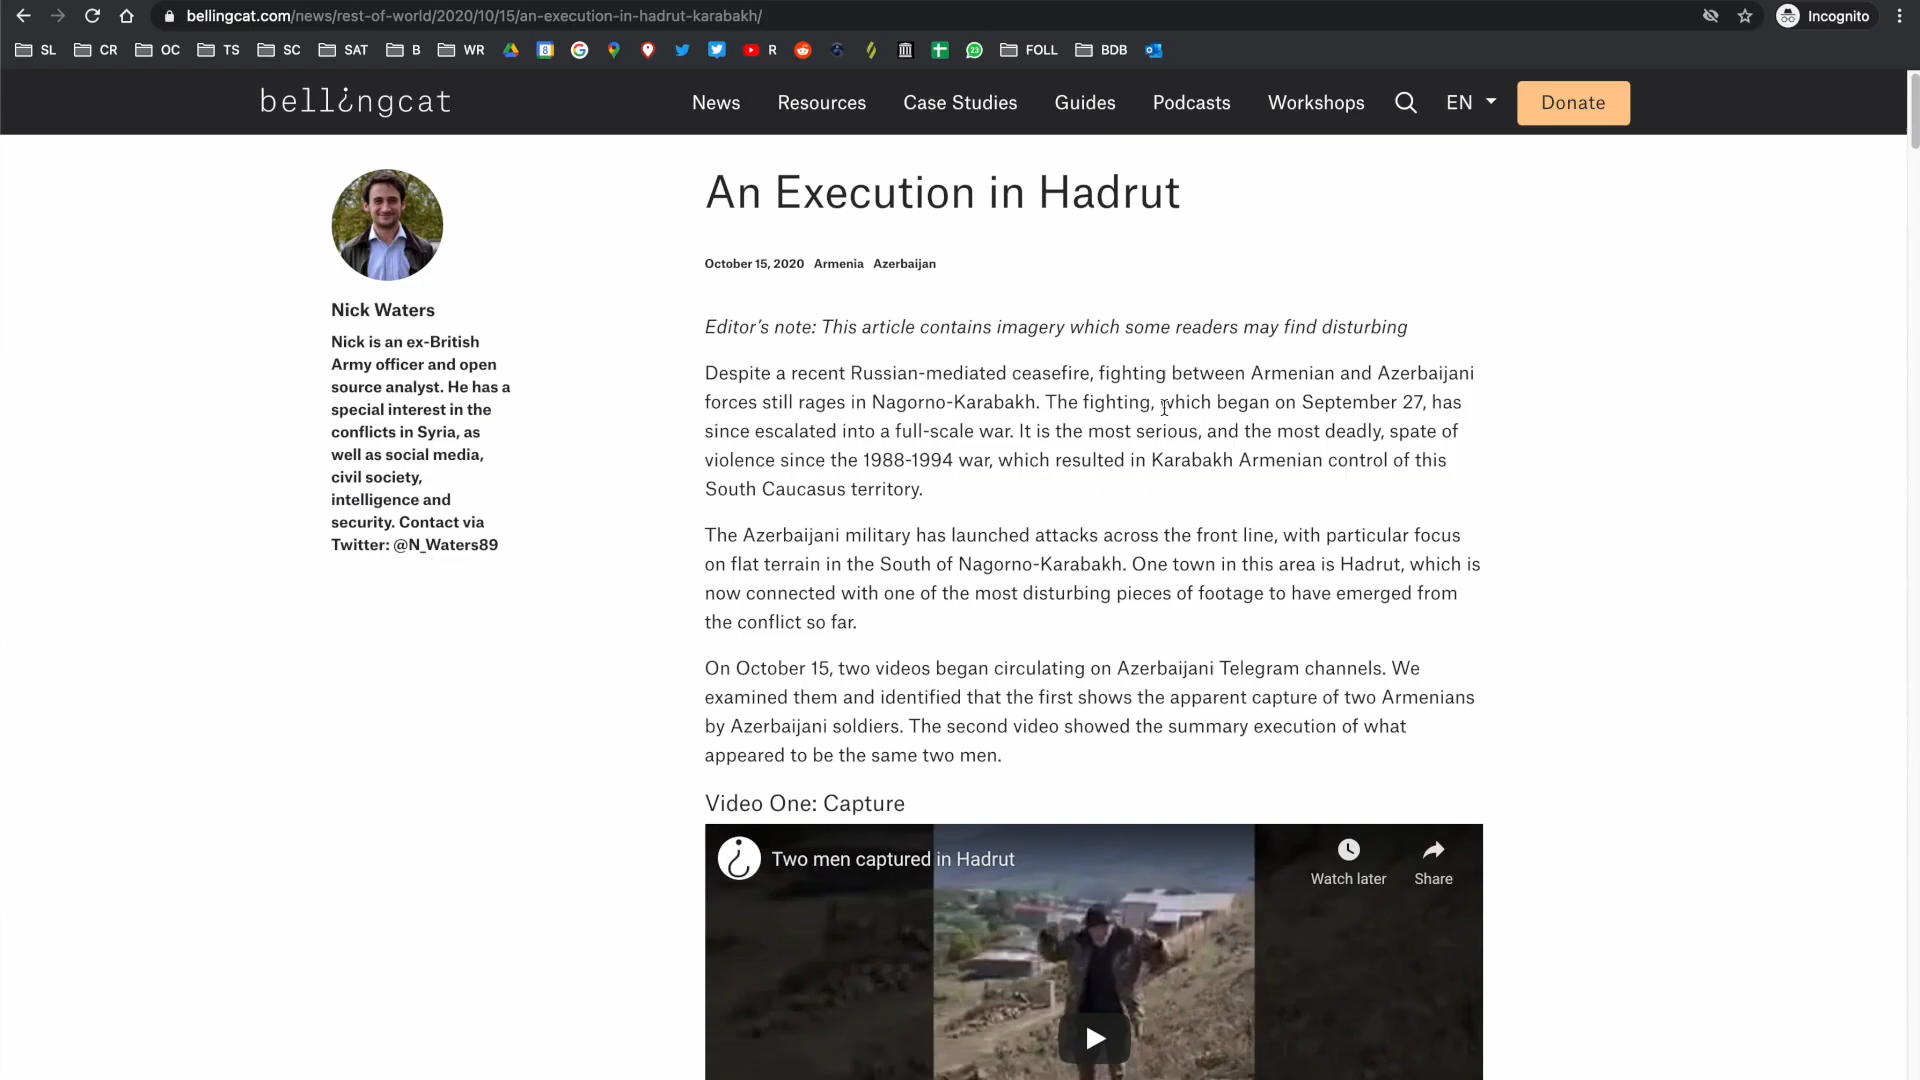 bellingcat.com/news/rest-of-world/2020/10/15/an-execution-in-hadrut-karabakh/
Incognito
SL CR OC TS SC SAT B WR 8 R 23 FOLL BDB
bellingcat
News Resources Case Studies Guides Podcasts Workshops EN Donate
An Execution in Hadrut
October 15, 2020 Armenia Azerbaijan
Nick Waters
Nick is an ex-British
Army officer and open
source analyst. He has a
special interest in the
conflicts in Syria, as
well as social media,
civil society,
intelligence and
security. Contact via
Twitter: @N_Waters89
Editor's note: This article contains imagery which some readers may find disturbing
Despite a recent Russian-mediated ceasefire, fighting between Armenian and Azerbaijani
forces still rages in Nagorno-Karabakh. The fighting, which began on September 27, has
since escalated into a full-scale war. It is the most serious, and the most deadly, spate of
violence since the 1988-1994 war, which resulted in Karabakh Armenian control of this
South Caucasus territory.
The Azerbaijani military has launched attacks across the front line, with particular focus
on flat terrain in the South of Nagorno-Karabakh. One town in this area is Hadrut, which is
now connected with one of the most disturbing pieces of footage to have emerged from
the conflict so far.
On October 15, two videos began circulating on Azerbaijani Telegram channels. We
examined them and identified that the first shows the apparent capture of two Armenians
by Azerbaijani soldiers. The second video showed the summary execution of what
appeared to be the same two men.
Video One: Capture
Two men captured in Hadrut
Watch later Share